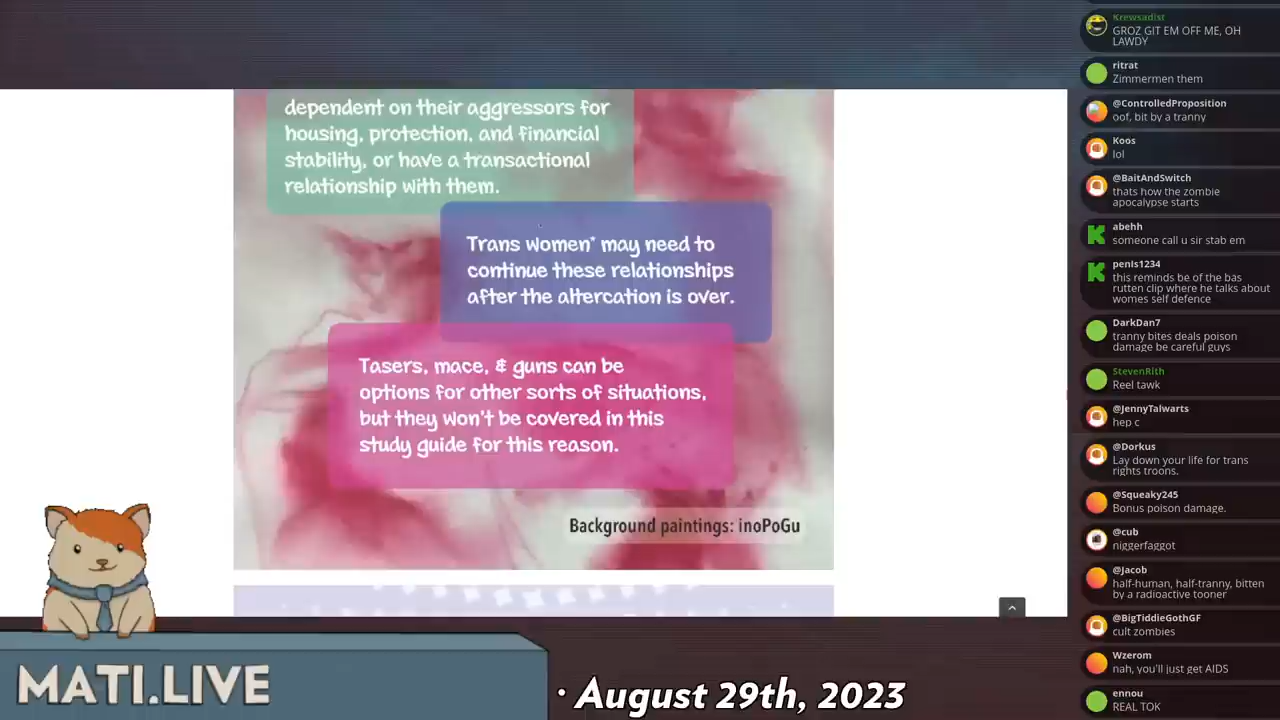 dependent on their aggressors for
housing, protection, and financial
stability, or have a transactional
relationship with them.
Trans women* may need to
continue these relationships
after the altercation is over.
Tasers, mace, & guns can be
options for other sorts of situations,
but they won't be covered in this
study guide for this reason.
Background paintings: inoPoGu
MATI.LIVE
· August 29th, 2023
Krewsadist
GROZ GIT EM OFF ME, OH
LAWDY
ritrat
Zimmermen them
@ControlledProposition
oof, bit by a tranny
Koos
lol
@BaitAndSwitch
thats how the zombie
apocalypse starts
abehh
someone call u sir stab em
penIs1234
this reminds be of the bas
rutten clip where he talks about
womes self defence
DarkDan7
tranny bites deals poison
damage be careful guys
StevenRith
Reel tawk
@JennyTalwarts
hep c
@Dorkus
Lay down your life for trans
rights troons.
@Squeaky245
Bonus poison damage.
@cub
niggerfaggot
@Jacob
half-human, half-tranny, bitten
by a radioactive tooner
@BigTiddieGothGF
cult zombies
Wzerom
nah, you'll just get AIDS
ennou
REAL TOK